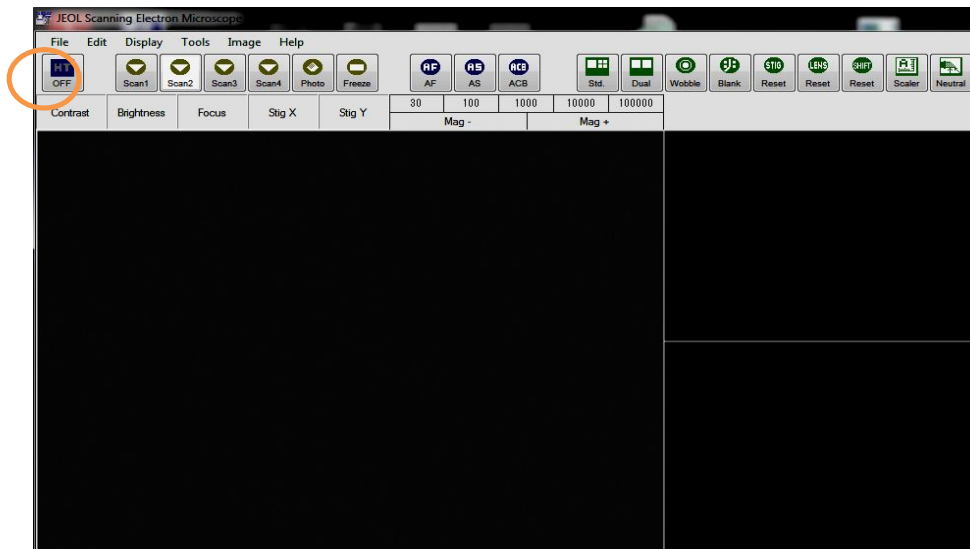 JEOL Scanning Electron Microscope
File Edit Display Tools Image Help
HT AF AS ACB STIG LENS SHIFT A
OFF Scan1 Scan2 Scan3 Scan4 Photo Freeze AF AS ACB Std. Dual Wobble Blank Reset Reset Reset Scaler Neutral
Contrast Brightness Focus Stig X Stig Y 30 100 1000 10000 100000
Mag - Mag +